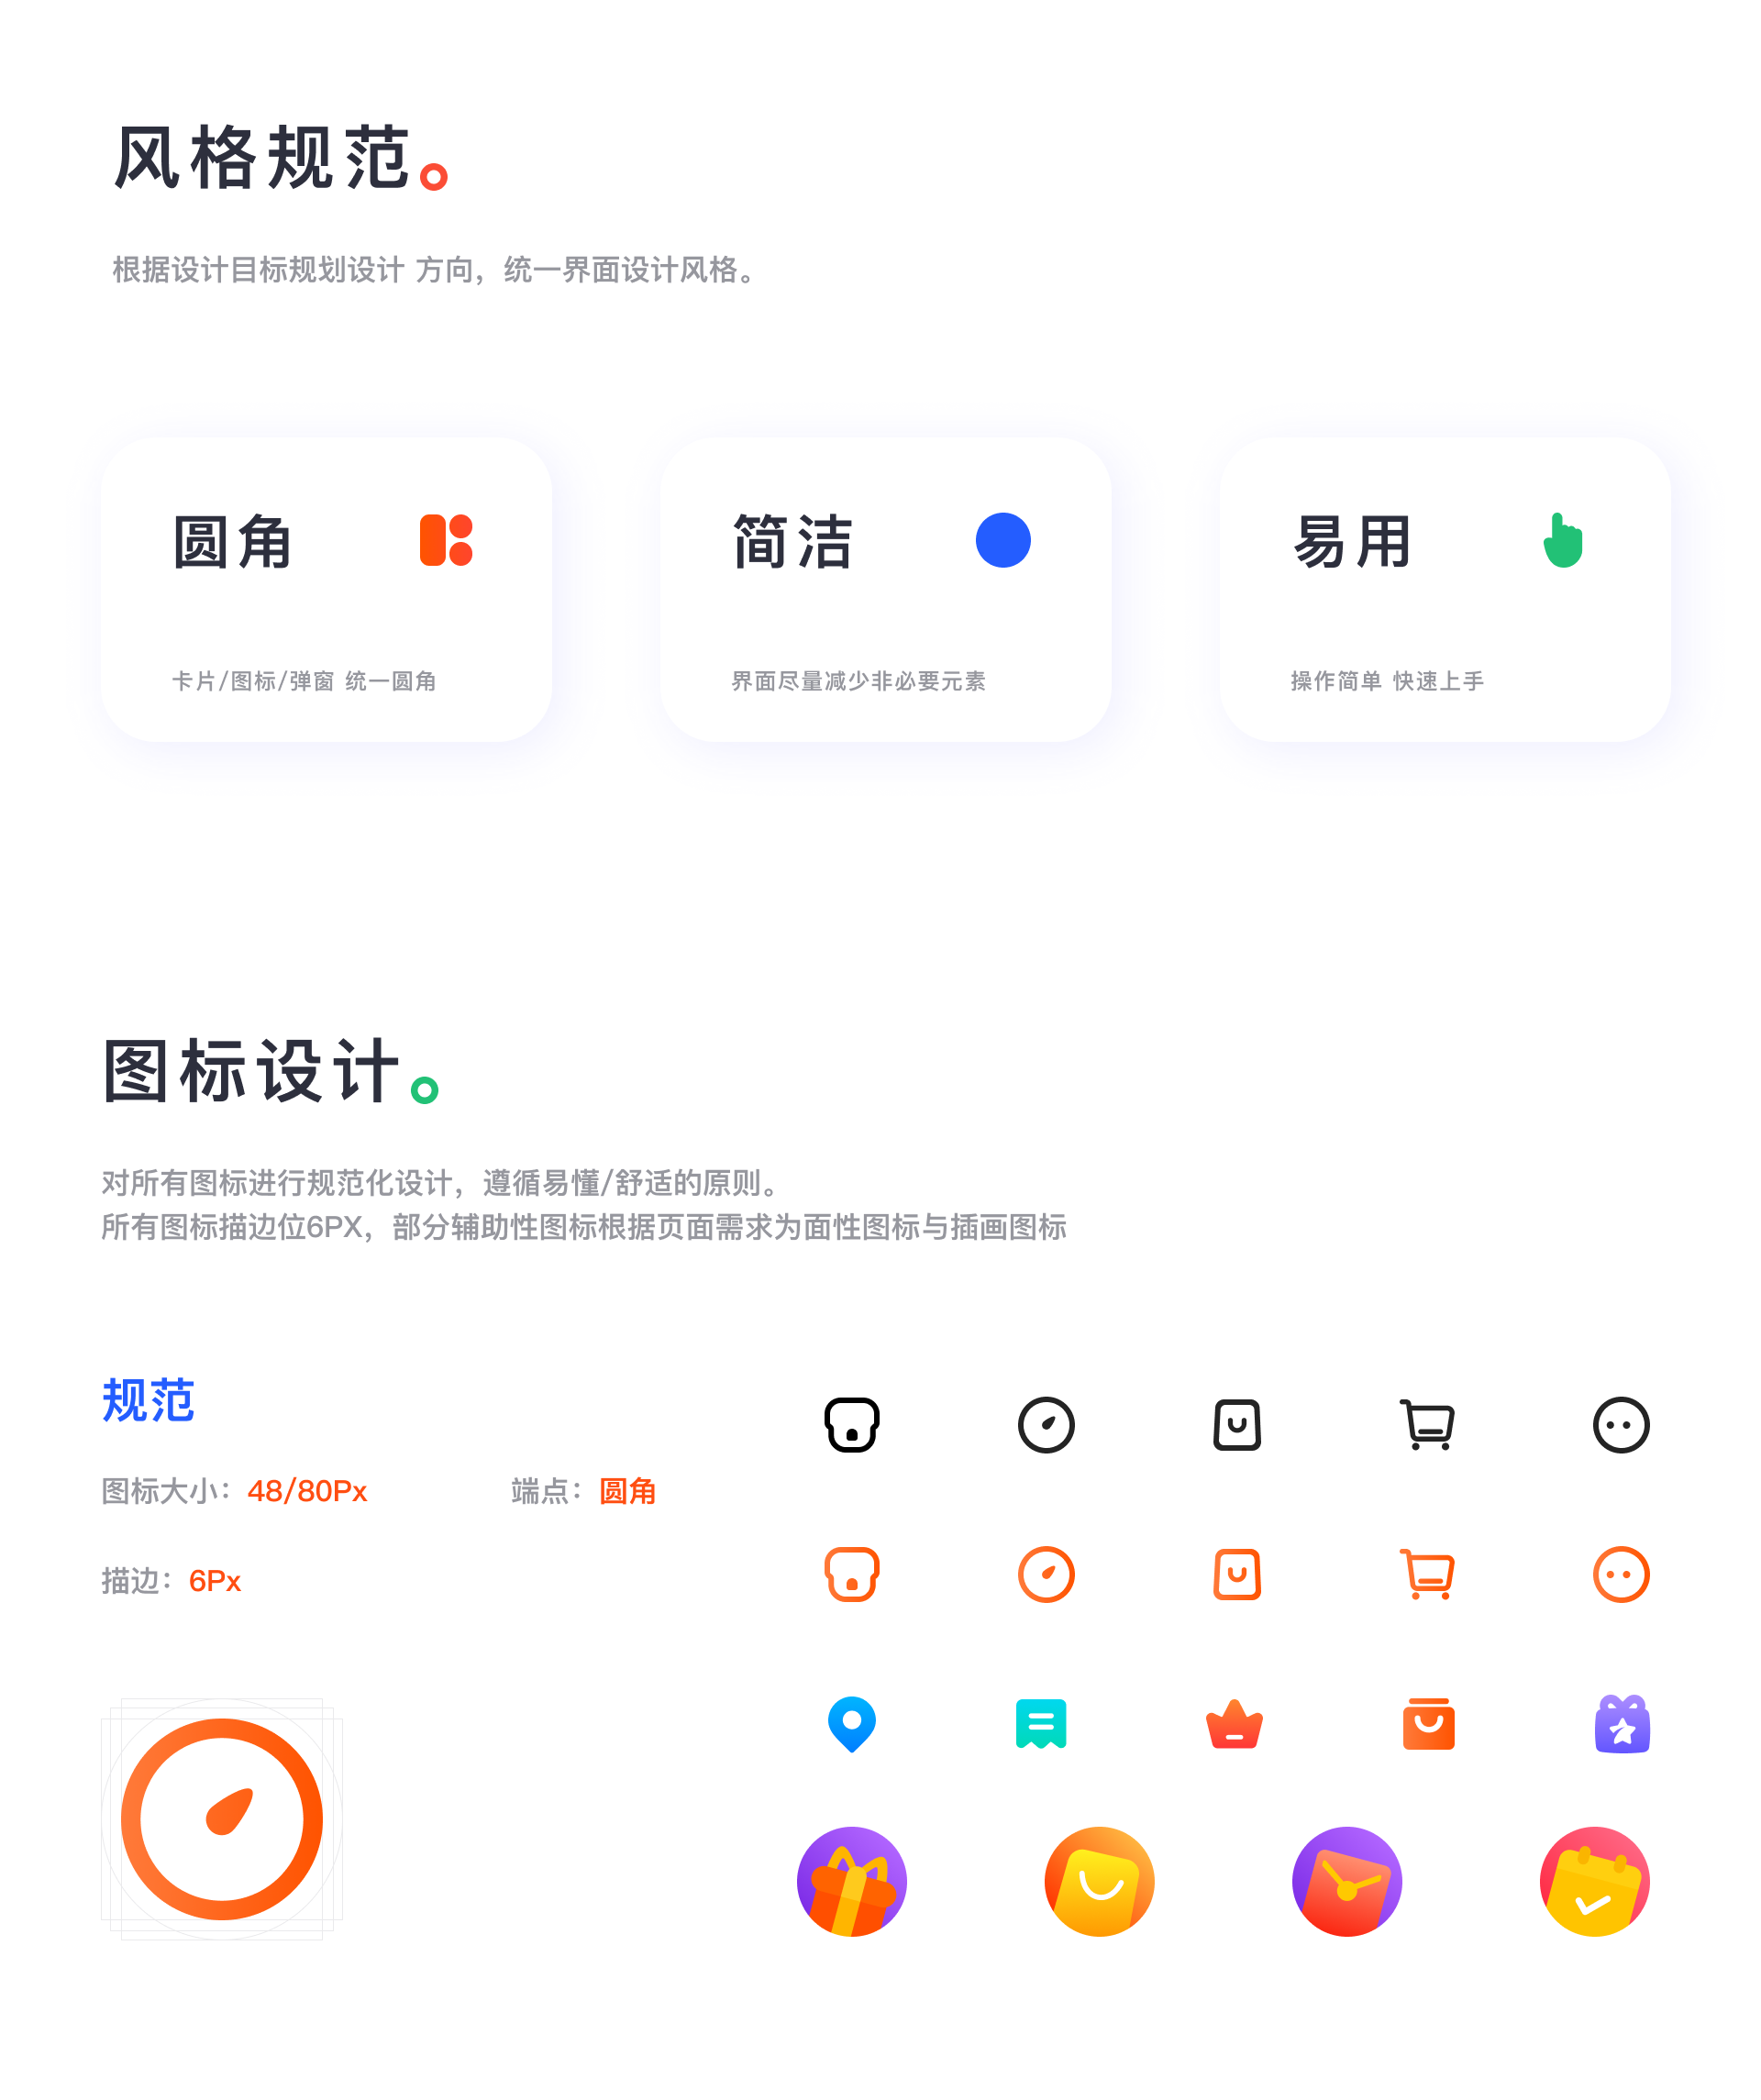 风格规范。
根据设计目标规划设计 方向，统一界面设计风格。
圆角
简洁
易用
卡片/图标/弹窗 统一圆角
界面尽量减少非必要元素
操作简单 快速上手
图标设计。
对所有图标进行规范化设计，遵循易懂/舒适的原则。
所有图标描边位6PX，部分辅助性图标根据页面需求为面性图标与插画图标
规范
图标大小：48/80Px
端点：圆角
描边：6Px